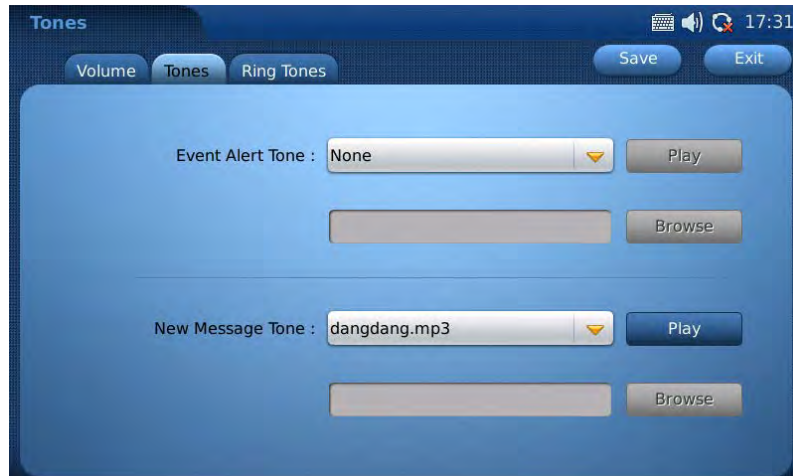 Tones 17:31
Volume Tones Ring Tones Save Exit
Event Alert Tone : None Play
Browse
New Message Tone : dangdang.mp3 Play
Browse